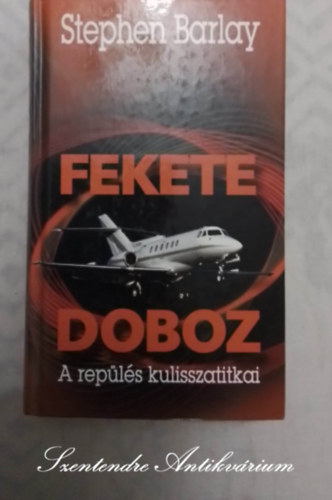 Stephen Barlay
FEKETE
DOBOZ
A repülés kulisszatitkai
Szentendre Antikvárium